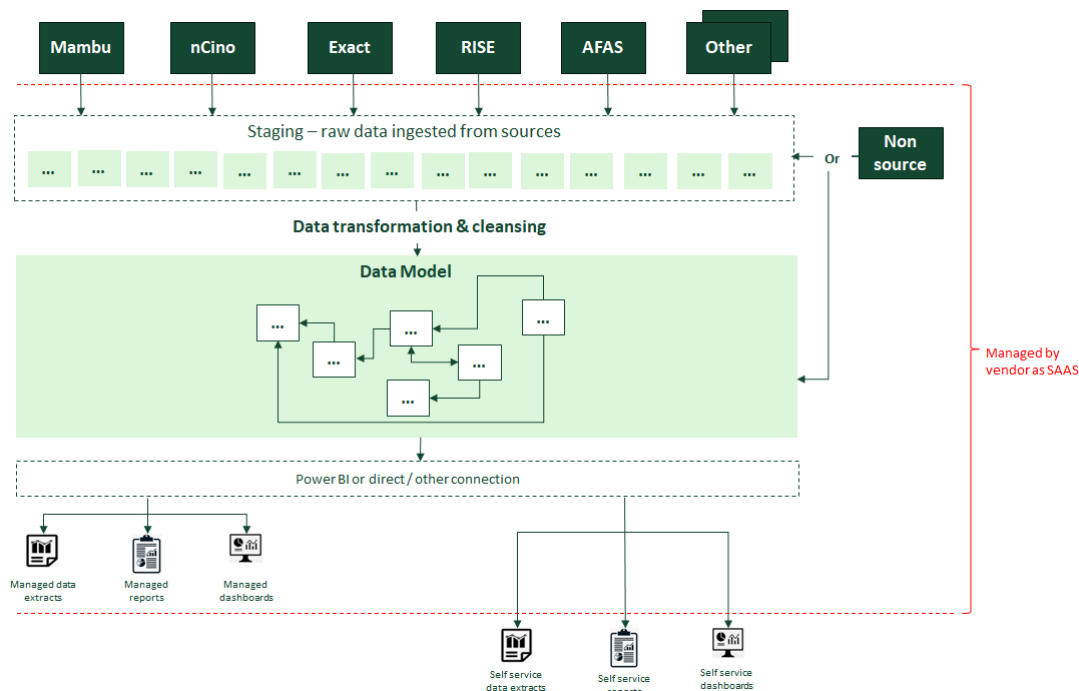 Mambu
nCino
Exact
RISE
AFAS
Other
Staging – raw data ingested from sources
... ... ... ... ... ... ... ... ... ... ... ... ... ... ...
Or
Non
source
Data transformation & cleansing
Data Model
...
...
...
...
...
...
Managed by
vendor as SAAS
Power BI or direct / other connection
Managed data
extracts
Managed
reports
Managed
dashboards
Self service
data extracts
Self service
reports
Self service
dashboards